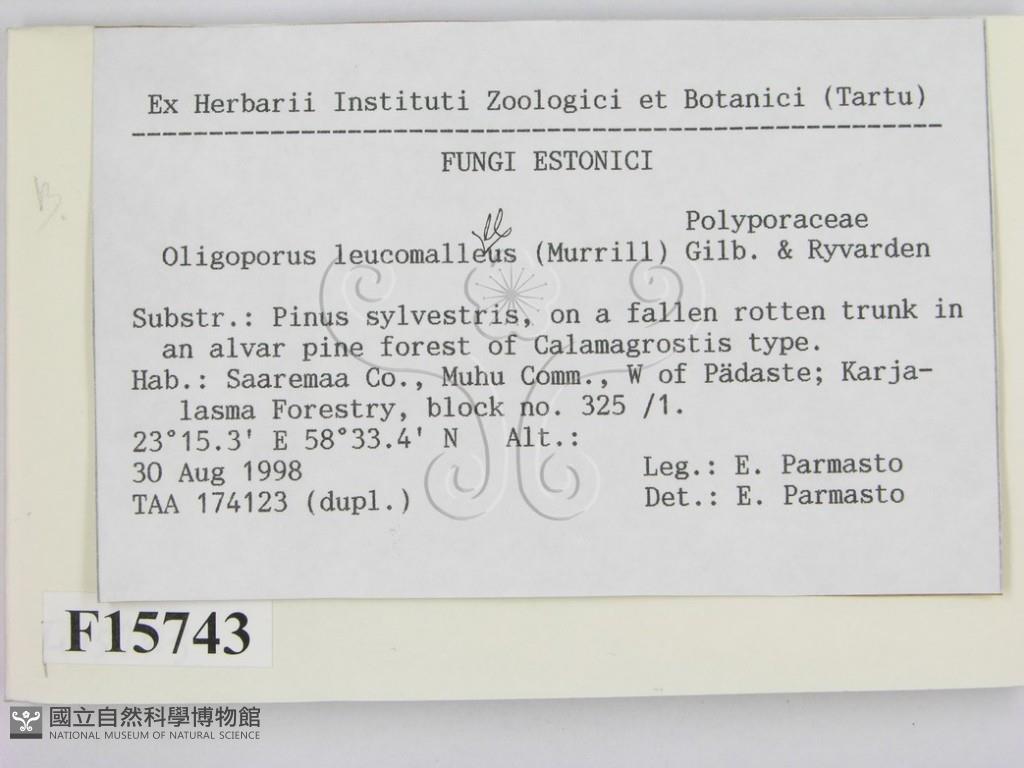 Ex Herbarii Instituti Zoologici et Botanici (Tartu)
FUNGI ESTONICI
Polyporaceae
ll
Oligoporus leucomalleus (Murrill) Gilb. & Ryvarden
Substr.: Pinus sylvestris, on a fallen rotten trunk in
an alvar pine forest of Calamagrostis type.
Hab.: Saaremaa Co., Muhu Comm., W of Pädaste; Karja-
lasma Forestry, block no. 325 /1.
23°15.3' E 58°33.4' N Alt.:
30 Aug 1998 Leg.: E. Parmasto
TAA 174123 (dupl.) Det.: E. Parmasto
F15743
國立自然科學博物館
NATIONAL MUSEUM OF NATURAL SCIENCE